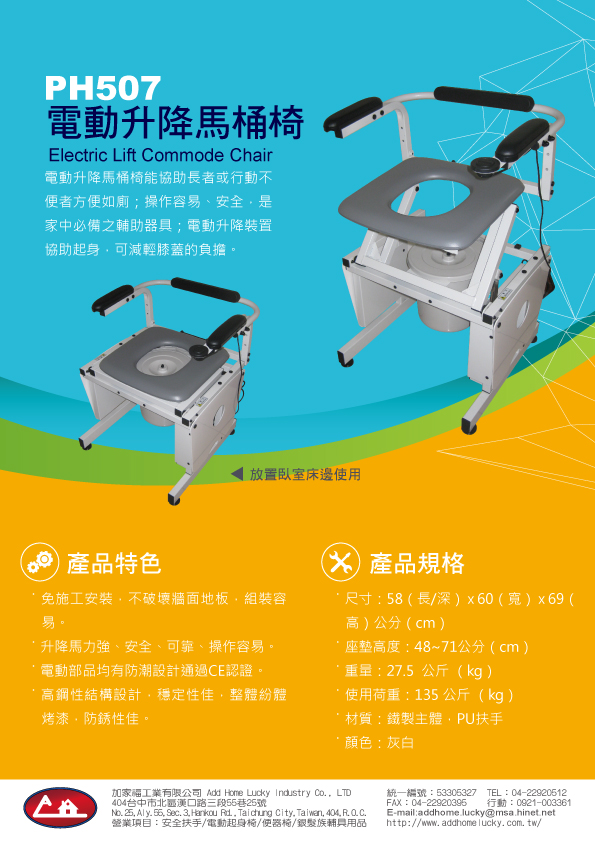 PH507
電動升降馬桶椅
Electric Lift Commode Chair
電動升降馬桶椅能協助長者或行動不
便者方便如廁；操作容易、安全，是
家中必備之輔助器具；電動升降裝置
協助起身，可減輕膝蓋的負擔。
◀ 放置臥室床邊使用
產品特色
˙免施工安裝、不破壞牆面地板，組裝容
易。
˙升降馬力強、安全、可靠、操作容易。
˙電動部品均有防潮設計通過CE認證。
˙高鋼性結構設計，穩定性佳，整體紛體
烤漆，防銹性佳。
產品規格
˙尺寸：58（長/深）x 60（寬）x 69（
高）公分（cm）
˙座墊高度：48~71公分（cm）
˙重量：27.5 公斤 （kg）
˙使用荷重：135 公斤 （kg）
˙材質：鐵製主體，PU扶手
˙顏色：灰白
加家福工業有限公司 Add Home Lucky Industry Co., LTD
404台中市北區漢口路三段55巷25號
No.25,Aly.55,Sec.3,Hankou Rd.,Taichung City,Taiwan,404,R.O.C.
營業項目：安全扶手/電動起身椅/便器椅/銀髮族輔具用品
統一編號：53305327 TEL：04-22920512
FAX：04-22920395 行動：0921-003361
E-mail:addhome.lucky@msa.hinet.net
http://www.addhomelucky.com.tw/